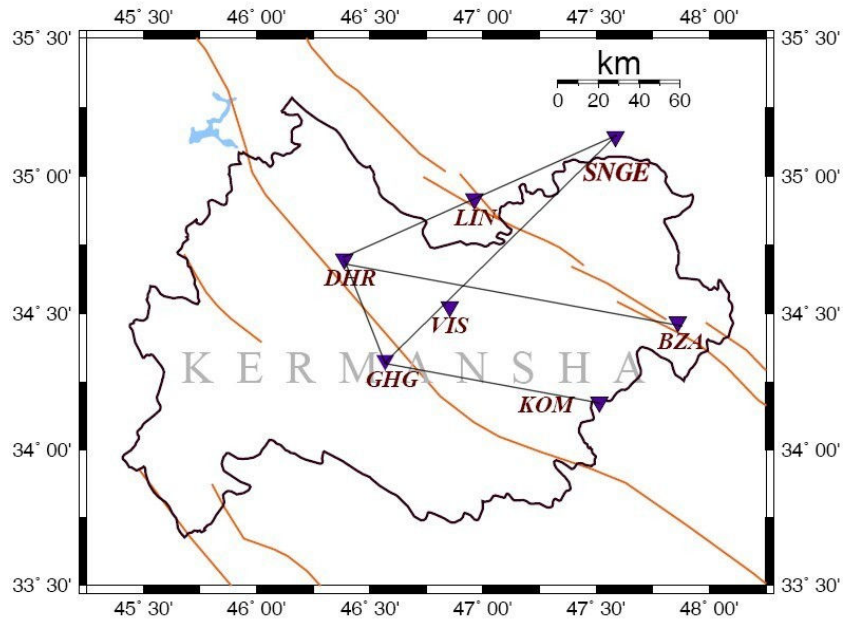 45˚ 30' 46˚ 00' 46˚ 30' 47˚ 00' 47˚ 30' 48˚ 00'
35˚ 30' 35˚ 30'
km
0 20 40 60
35˚ 00' 35˚ 00'
SNGE
LIN
DHR
34˚ 30' 34˚ 30'
VIS
BZA
KERMANSHA
GHG
KOM
34˚ 00' 34˚ 00'
33˚ 30' 33˚ 30'
45˚ 30' 46˚ 00' 46˚ 30' 47˚ 00' 47˚ 30' 48˚ 00'